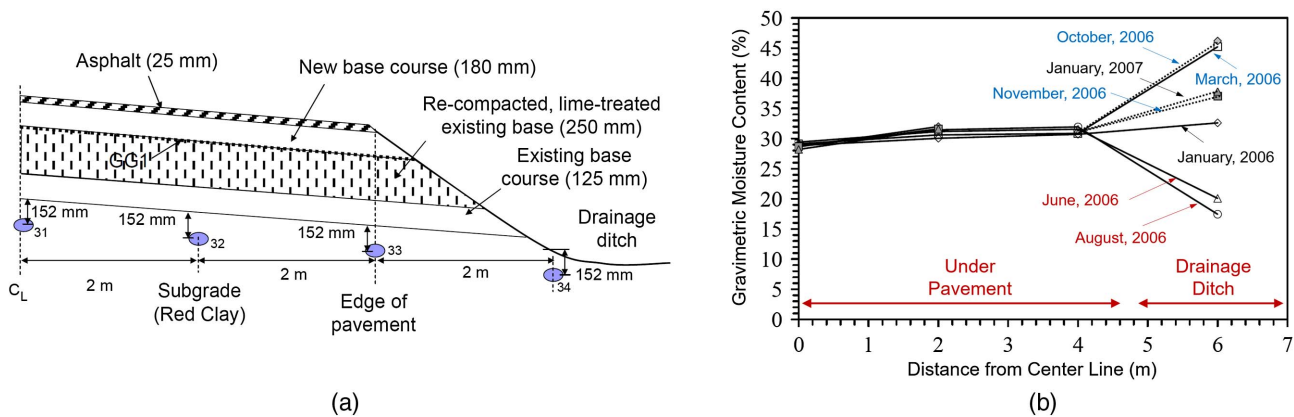 Asphalt (25 mm)
New base course (180 mm)
Re-compacted, lime-treated
existing base (250 mm)
GG1
Existing base
course (125 mm)
152 mm
152 mm
152 mm
Drainage
ditch
152 mm
31
32
33
34
2 m
2 m
2 m
CL
Subgrade
(Red Clay)
Edge of
pavement
(a)
Gravimetric Moisture Content (%)
50
45
40
35
30
25
20
15
10
5
0
October, 2006
March, 2006
January, 2007
November, 2006
January, 2006
June, 2006
August, 2006
Under
Pavement
Drainage
Ditch
0 1 2 3 4 5 6 7
Distance from Center Line (m)
(b)